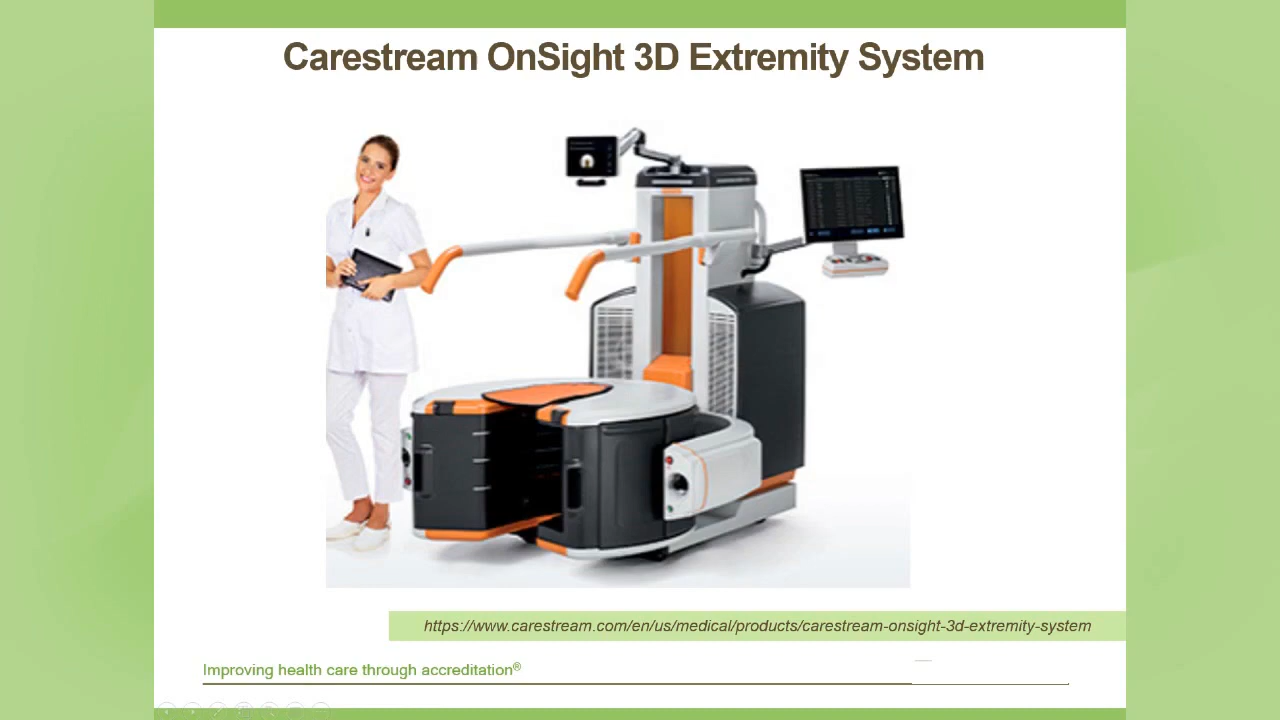 Carestream OnSight 3D Extremity System
https://www.carestream.com/en/us/medical/products/carestream-onsight-3d-extremity-system
Improving health care through accreditation®